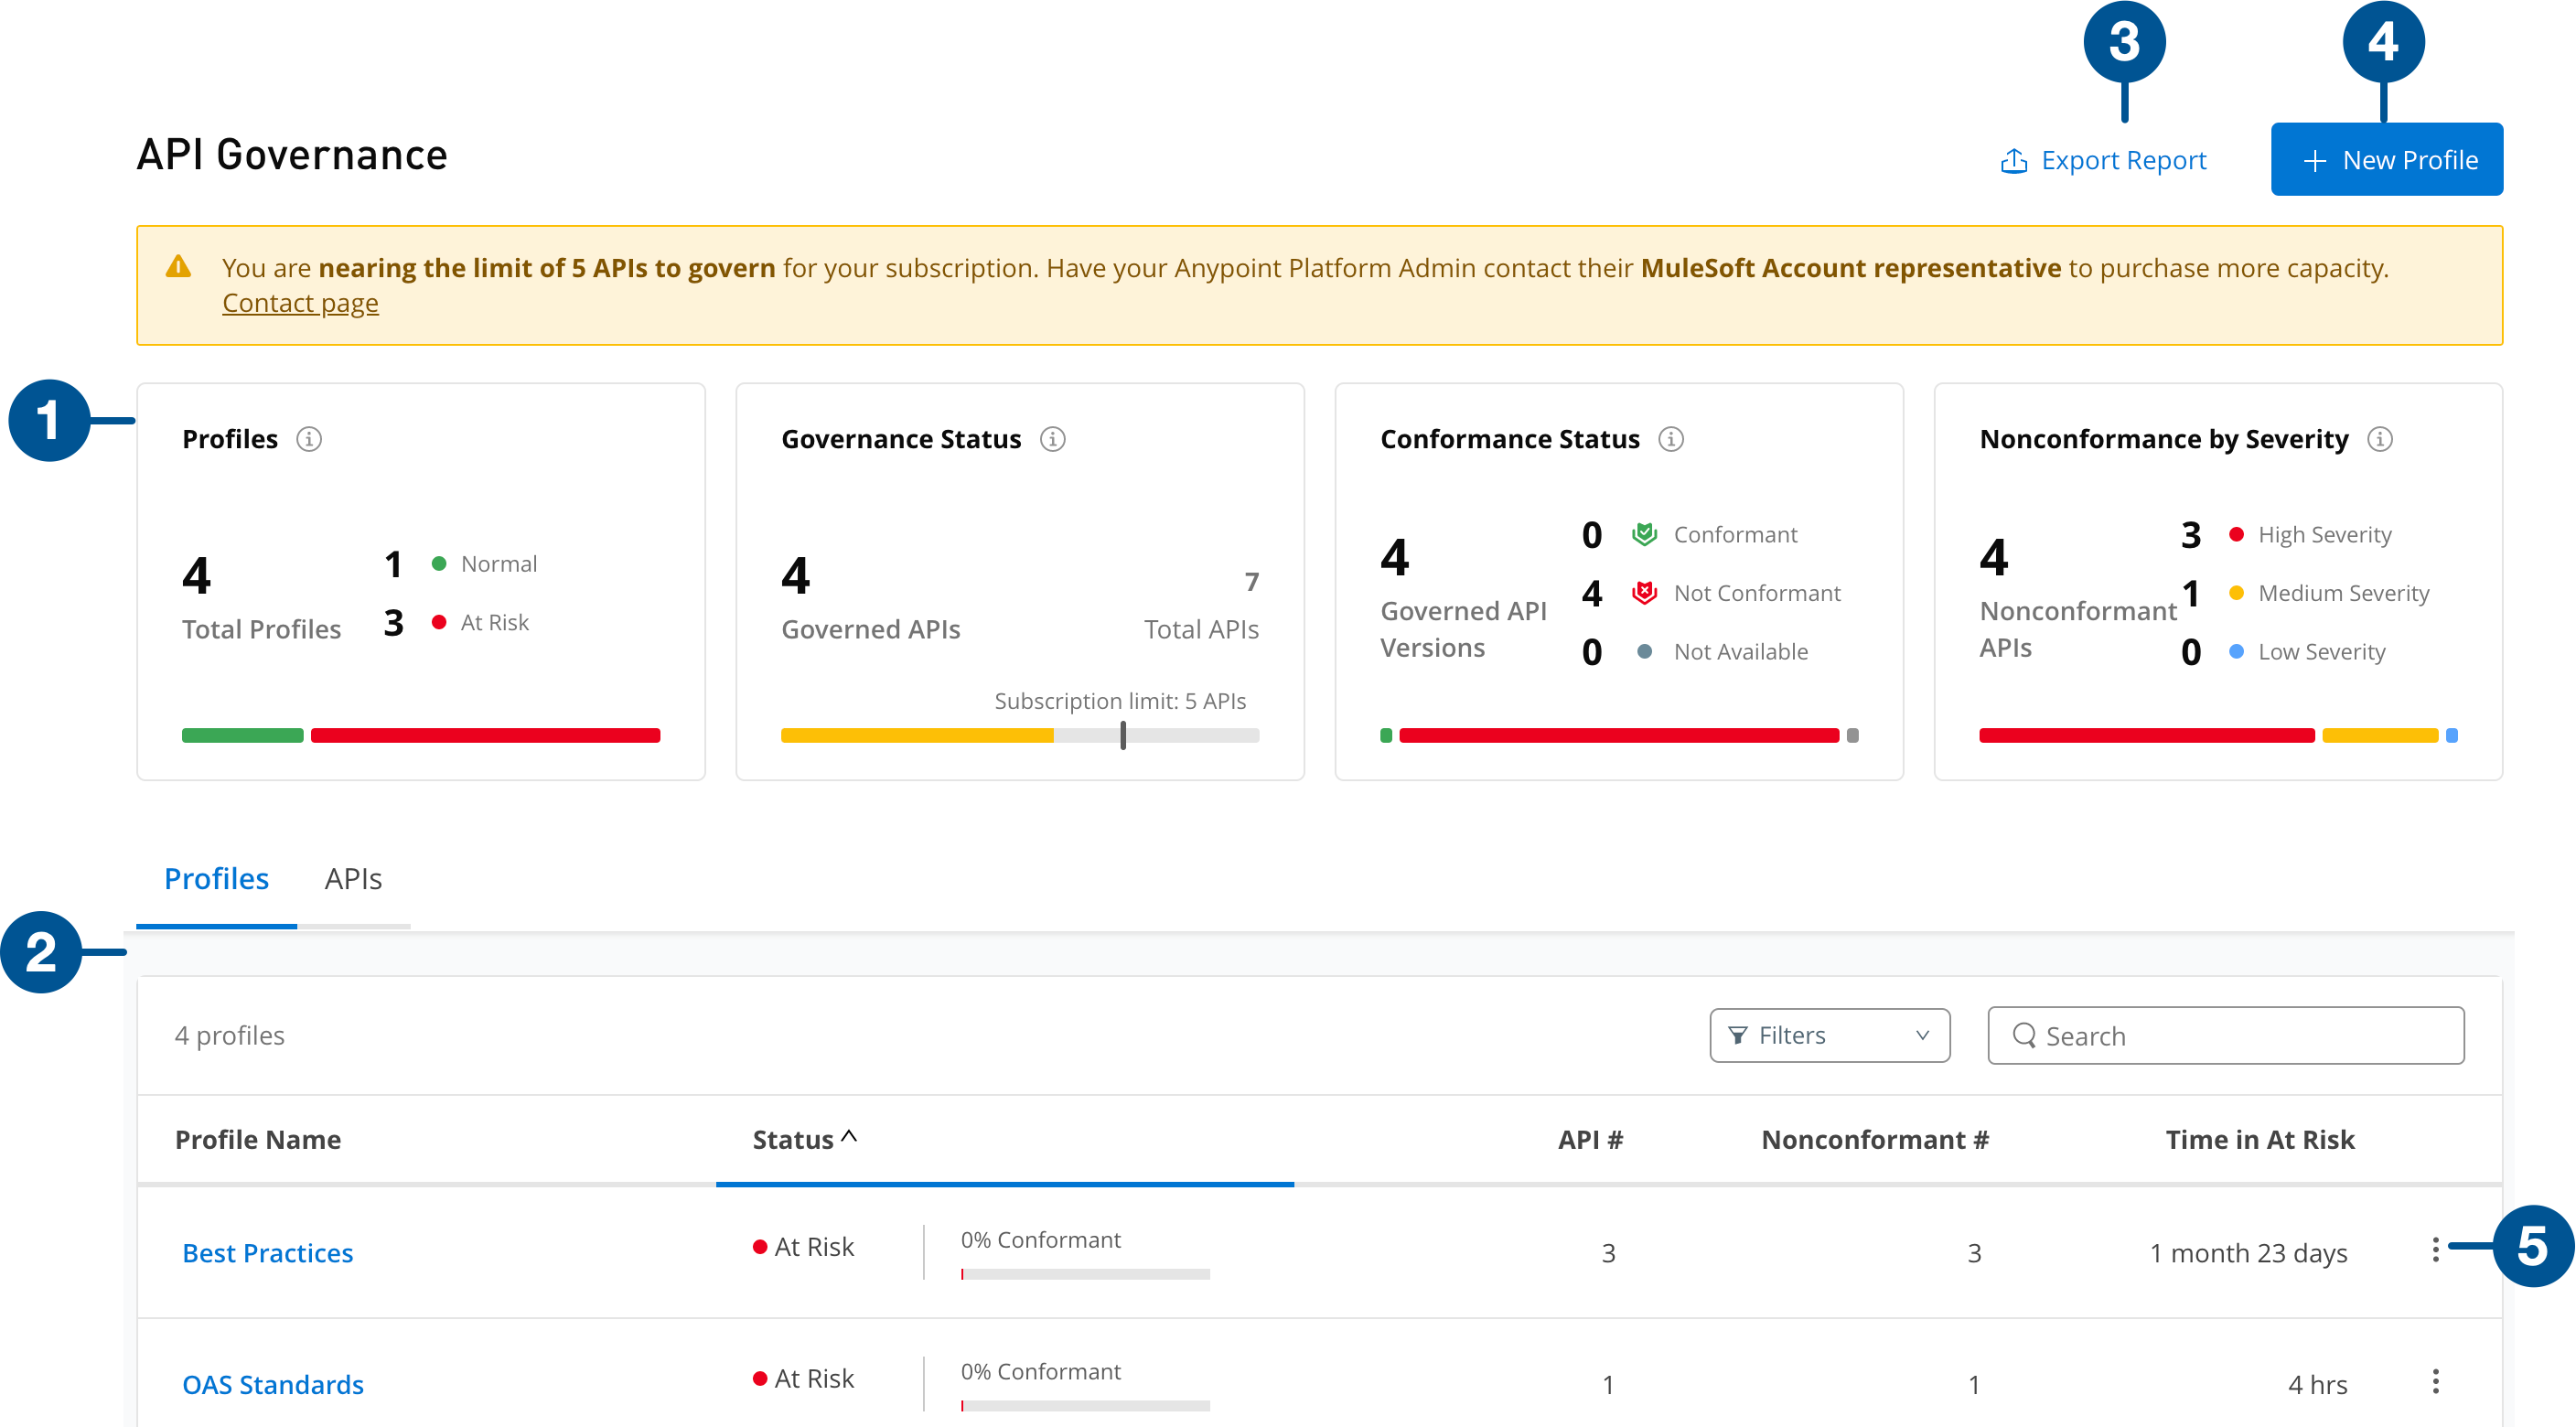 3
4
API Governance
Export Report
+ New Profile
You are nearing the limit of 5 APIs to govern for your subscription. Have your Anypoint Platform Admin contact their MuleSoft Account representative to purchase more capacity.
Contact page
1
Profiles
4
Total Profiles
1 Normal
3 At Risk
Governance Status
4
Governed APIs
7
Total APIs
Subscription limit: 5 APIs
Conformance Status
4
Governed API
Versions
0 Conformant
4 Not Conformant
0 Not Available
Nonconformance by Severity
4
Nonconformant
APIs
3 High Severity
1 Medium Severity
0 Low Severity
Profiles APIs
2
4 profiles
Filters
Search
Profile Name Status API # Nonconformant # Time in At Risk
Best Practices At Risk 0% Conformant 3 3 1 month 23 days
5
OAS Standards At Risk 0% Conformant 1 1 4 hrs